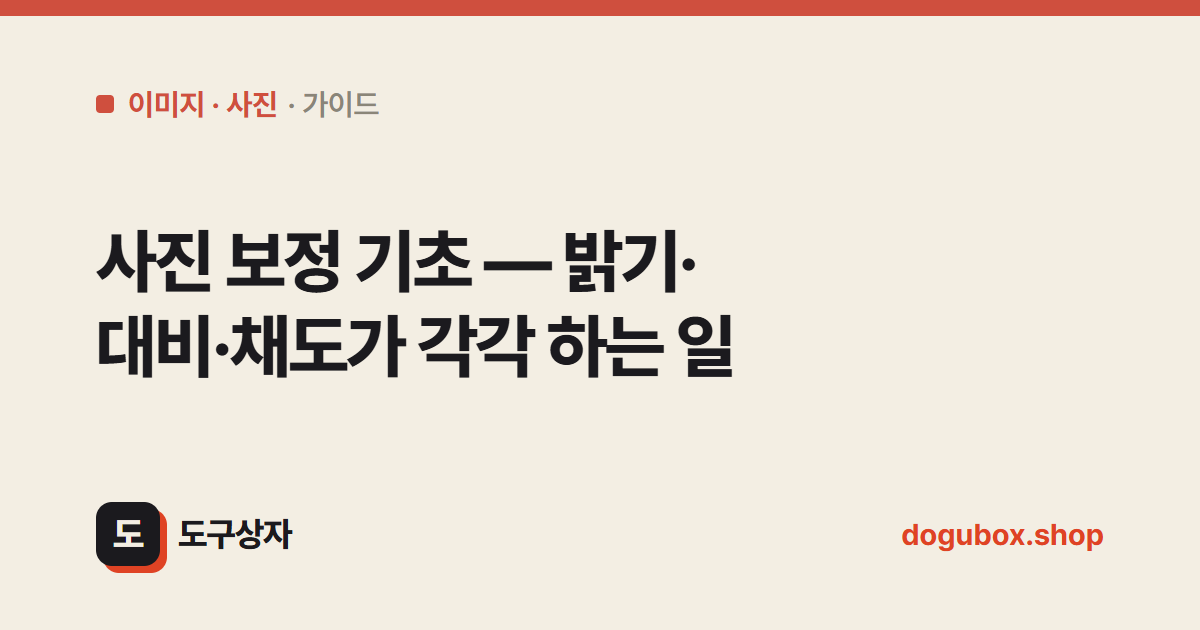 이미지 · 사진 · 가이드
사진 보정 기초 — 밝기·
대비·채도가 각각 하는 일
도 도구상자
dogubox.shop